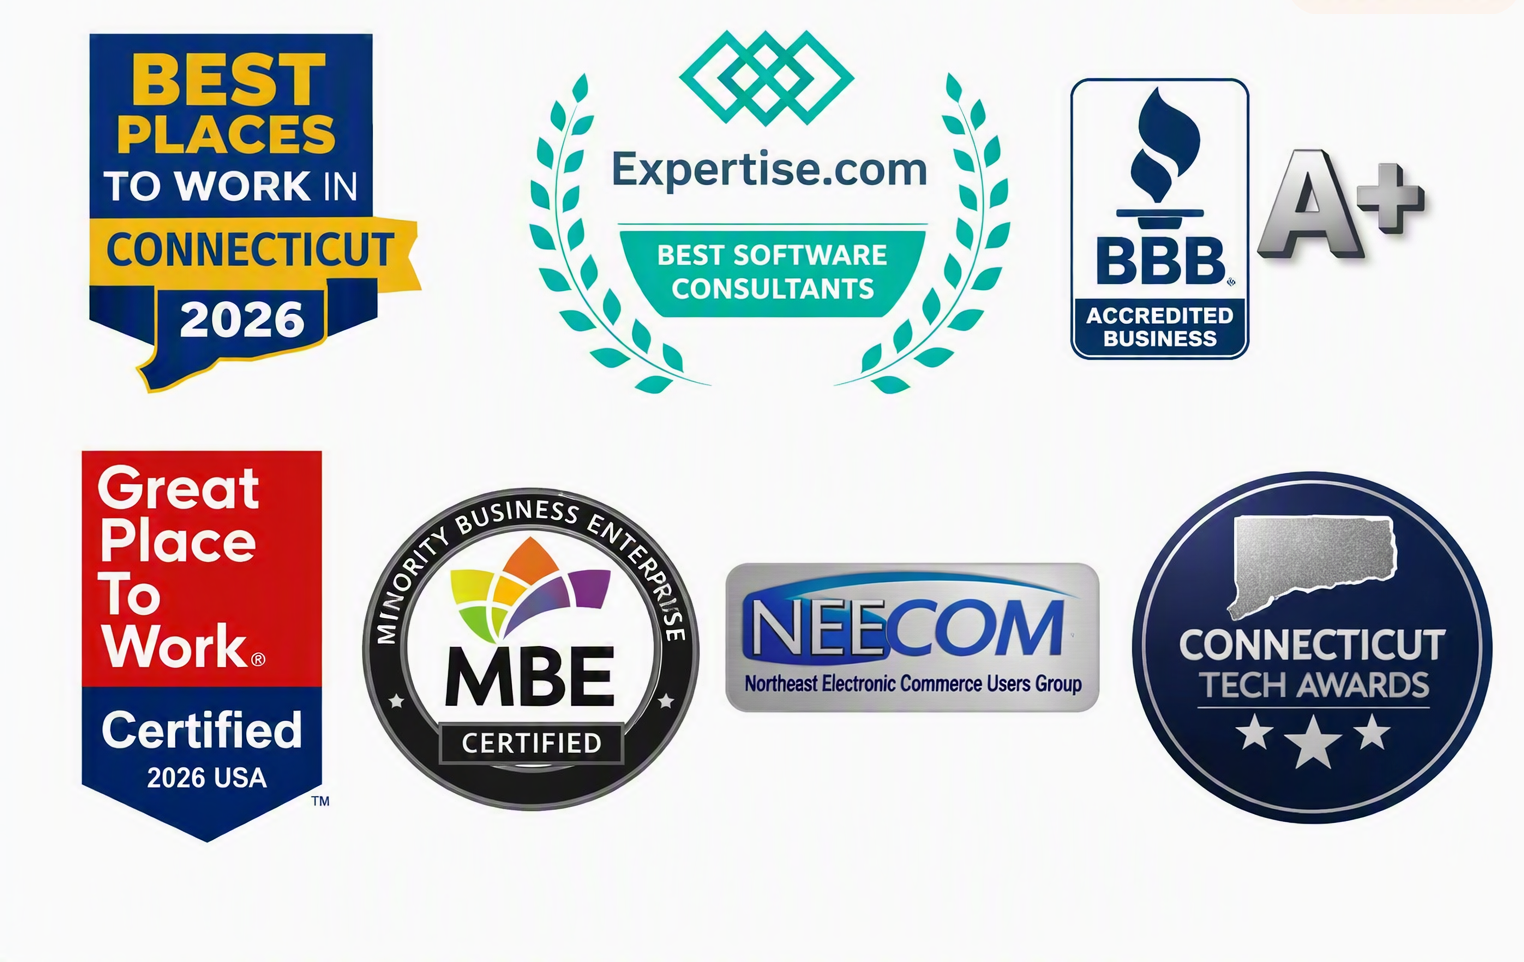 BEST
PLACES
TO WORK IN
CONNECTICUT
2026
Expertise.com
BEST SOFTWARE
CONSULTANTS
BBB®
ACCREDITED
BUSINESS
A+
Great
Place
To
Work®
Certified
2026 USA
TM
MINORITY BUSINESS ENTERPRISE
MBE
CERTIFIED
NEECOM
Northeast Electronic Commerce Users Group
CONNECTICUT
TECH AWARDS